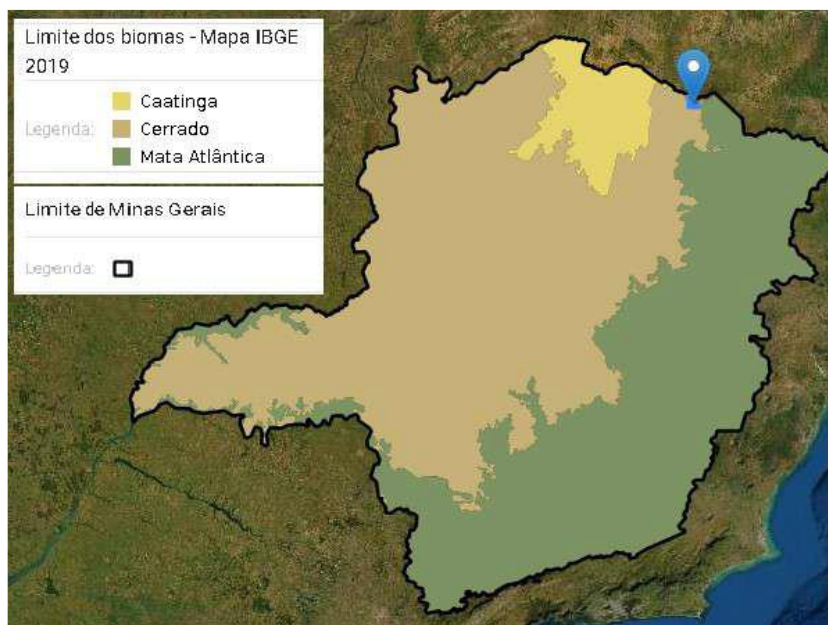 Limite dos biomas - Mapa IBGE
2019
Legenda:
Caatinga
Cerrado
Mata Atlântica
Limite de Minas Gerais
Legenda: